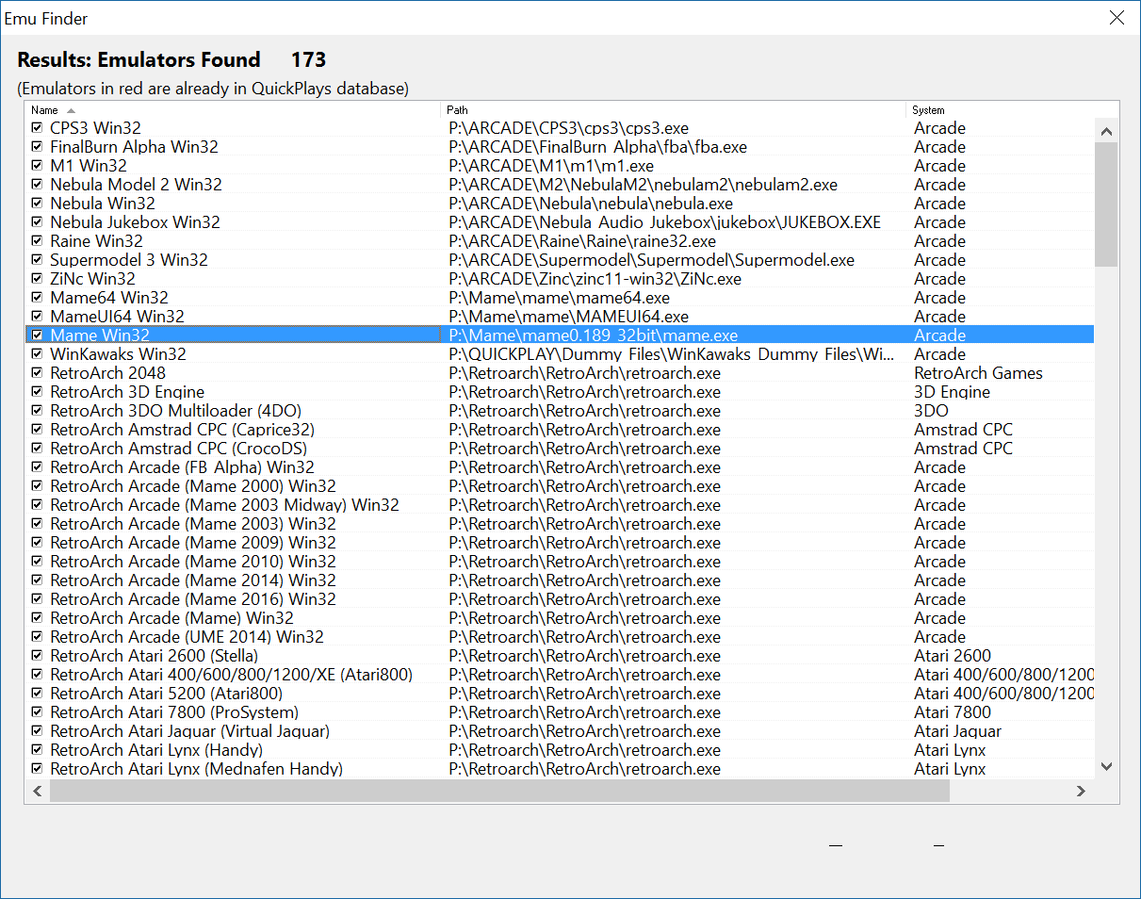 Emu Finder
Results: Emulators Found 173
(Emulators in red are already in QuickPlays database)
Name Path System
CPS3 Win32 P:\ARCADE\CPS3\cps3\cps3.exe Arcade
FinalBurn Alpha Win32 P:\ARCADE\FinalBurn Alpha\fba\fba.exe Arcade
M1 Win32 P:\ARCADE\M1\m1\m1.exe Arcade
Nebula Model 2 Win32 P:\ARCADE\M2\NebulaM2\nebulam2\nebulam2.exe Arcade
Nebula Win32 P:\ARCADE\Nebula\nebula\nebula.exe Arcade
Nebula Jukebox Win32 P:\ARCADE\Nebula Audio Jukebox\jukebox\JUKEBOX.EXE Arcade
Raine Win32 P:\ARCADE\Raine\Raine\raine32.exe Arcade
Supermodel 3 Win32 P:\ARCADE\Supermodel\Supermodel\Supermodel.exe Arcade
ZiNc Win32 P:\ARCADE\Zinc\zinc11-win32\ZiNc.exe Arcade
Mame64 Win32 P:\Mame\mame\mame64.exe Arcade
MameUI64 Win32 P:\Mame\mame\MAMEUI64.exe Arcade
Mame Win32 P:\Mame\mame0.189 32bit\mame.exe Arcade
WinKawaks Win32 P:\QUICKPLAY\Dummy Files\WinKawaks Dummy Files\Wi... Arcade
RetroArch 2048 P:\Retroarch\RetroArch\retroarch.exe RetroArch Games
RetroArch 3D Engine P:\Retroarch\RetroArch\retroarch.exe 3D Engine
RetroArch 3DO Multiloader (4DO) P:\Retroarch\RetroArch\retroarch.exe 3DO
RetroArch Amstrad CPC (Caprice32) P:\Retroarch\RetroArch\retroarch.exe Amstrad CPC
RetroArch Amstrad CPC (CrocoDS) P:\Retroarch\RetroArch\retroarch.exe Amstrad CPC
RetroArch Arcade (FB Alpha) Win32 P:\Retroarch\RetroArch\retroarch.exe Arcade
RetroArch Arcade (Mame 2000) Win32 P:\Retroarch\RetroArch\retroarch.exe Arcade
RetroArch Arcade (Mame 2003 Midway) Win32 P:\Retroarch\RetroArch\retroarch.exe Arcade
RetroArch Arcade (Mame 2003) Win32 P:\Retroarch\RetroArch\retroarch.exe Arcade
RetroArch Arcade (Mame 2009) Win32 P:\Retroarch\RetroArch\retroarch.exe Arcade
RetroArch Arcade (Mame 2010) Win32 P:\Retroarch\RetroArch\retroarch.exe Arcade
RetroArch Arcade (Mame 2014) Win32 P:\Retroarch\RetroArch\retroarch.exe Arcade
RetroArch Arcade (Mame 2016) Win32 P:\Retroarch\RetroArch\retroarch.exe Arcade
RetroArch Arcade (Mame) Win32 P:\Retroarch\RetroArch\retroarch.exe Arcade
RetroArch Arcade (UME 2014) Win32 P:\Retroarch\RetroArch\retroarch.exe Arcade
RetroArch Atari 2600 (Stella) P:\Retroarch\RetroArch\retroarch.exe Atari 2600
RetroArch Atari 400/600/800/1200/XE (Atari800) P:\Retroarch\RetroArch\retroarch.exe Atari 400/600/800/1200
RetroArch Atari 5200 (Atari800) P:\Retroarch\RetroArch\retroarch.exe Atari 400/600/800/1200
RetroArch Atari 7800 (ProSystem) P:\Retroarch\RetroArch\retroarch.exe Atari 7800
RetroArch Atari Jaguar (Virtual Jaguar) P:\Retroarch\RetroArch\retroarch.exe Atari Jaguar
RetroArch Atari Lynx (Handy) P:\Retroarch\RetroArch\retroarch.exe Atari Lynx
RetroArch Atari Lynx (Mednafen Handy) P:\Retroarch\RetroArch\retroarch.exe Atari Lynx